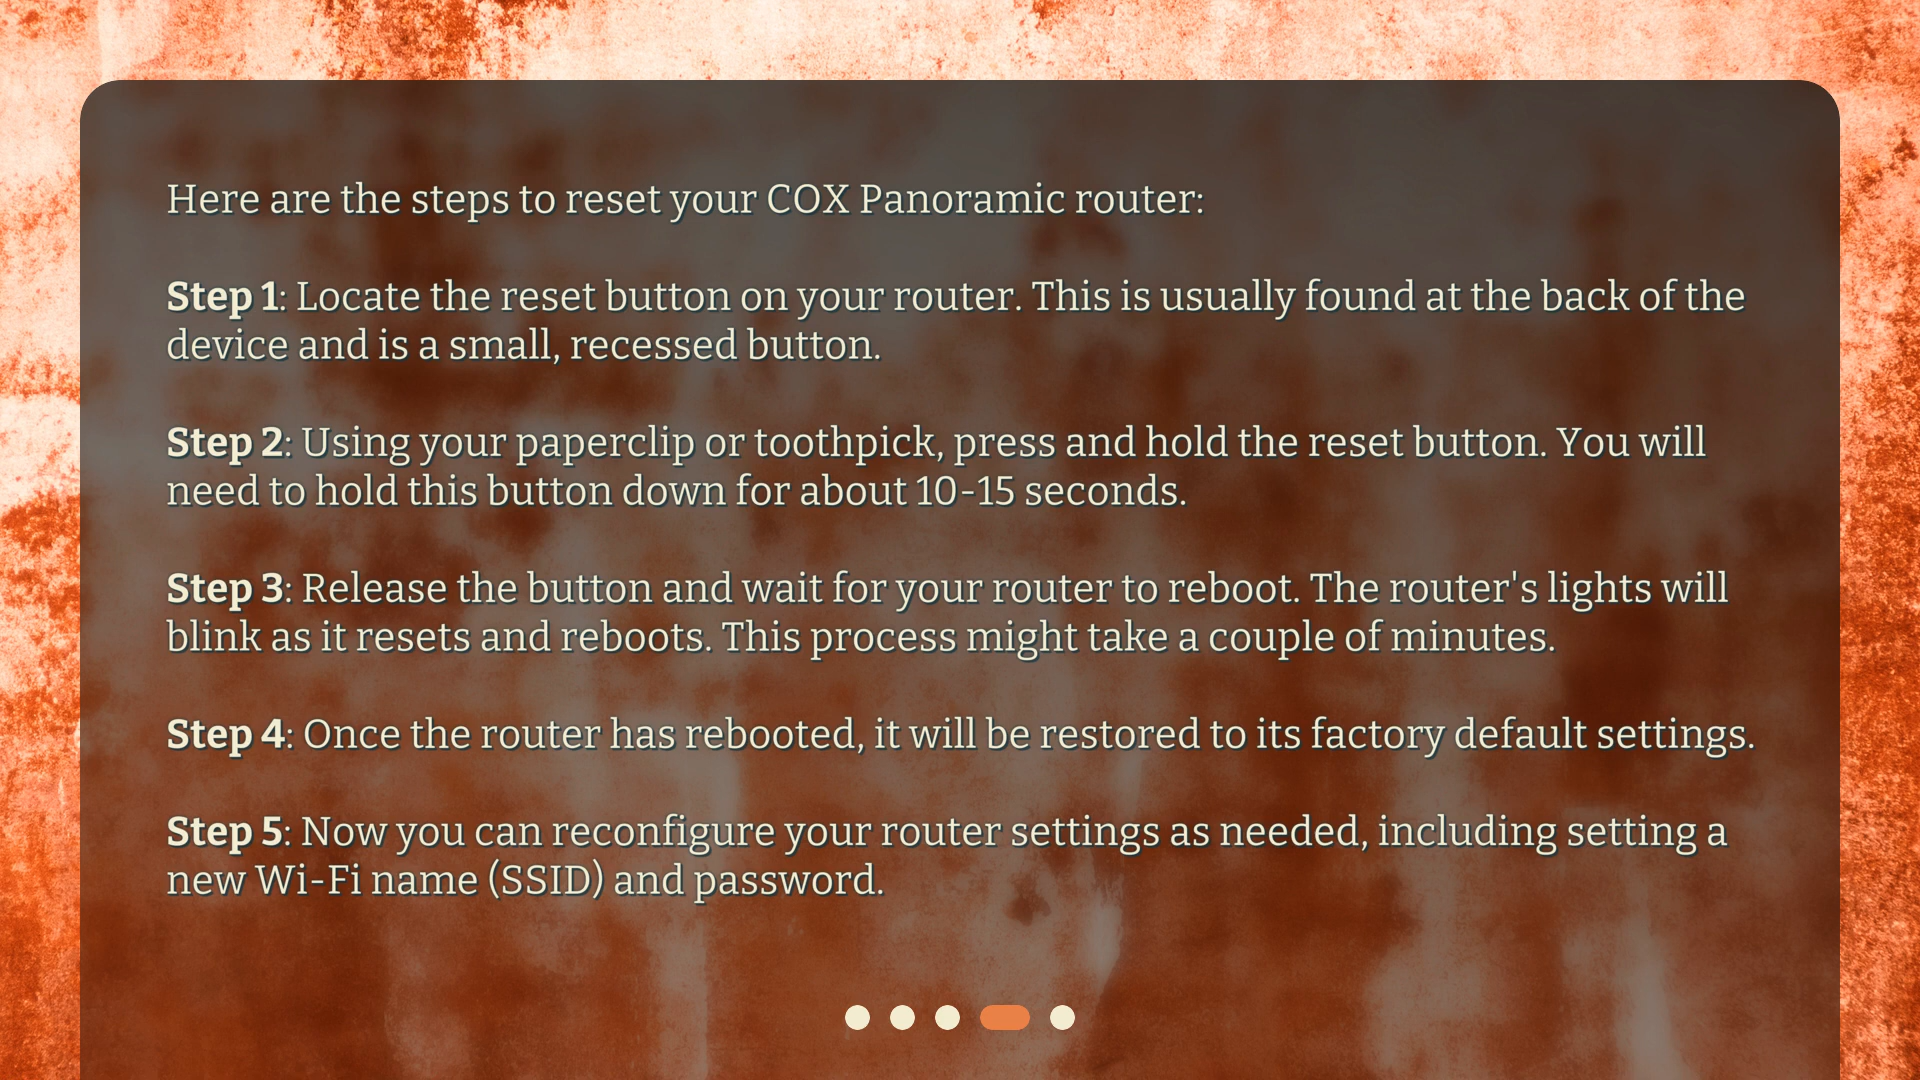 Here are the steps to reset your COX Panoramic router:
Step 1: Locate the reset button on your router. This is usually found at the back of the
device and is a small, recessed button.
Step 2: Using your paperclip or toothpick, press and hold the reset button. You will
need to hold this button down for about 10-15 seconds.
Step 3: Release the button and wait for your router to reboot. The router's lights will
blink as it resets and reboots. This process might take a couple of minutes.
Step 4: Once the router has rebooted, it will be restored to its factory default settings.
Step 5: Now you can reconfigure your router settings as needed, including setting a
new Wi-Fi name (SSID) and password.